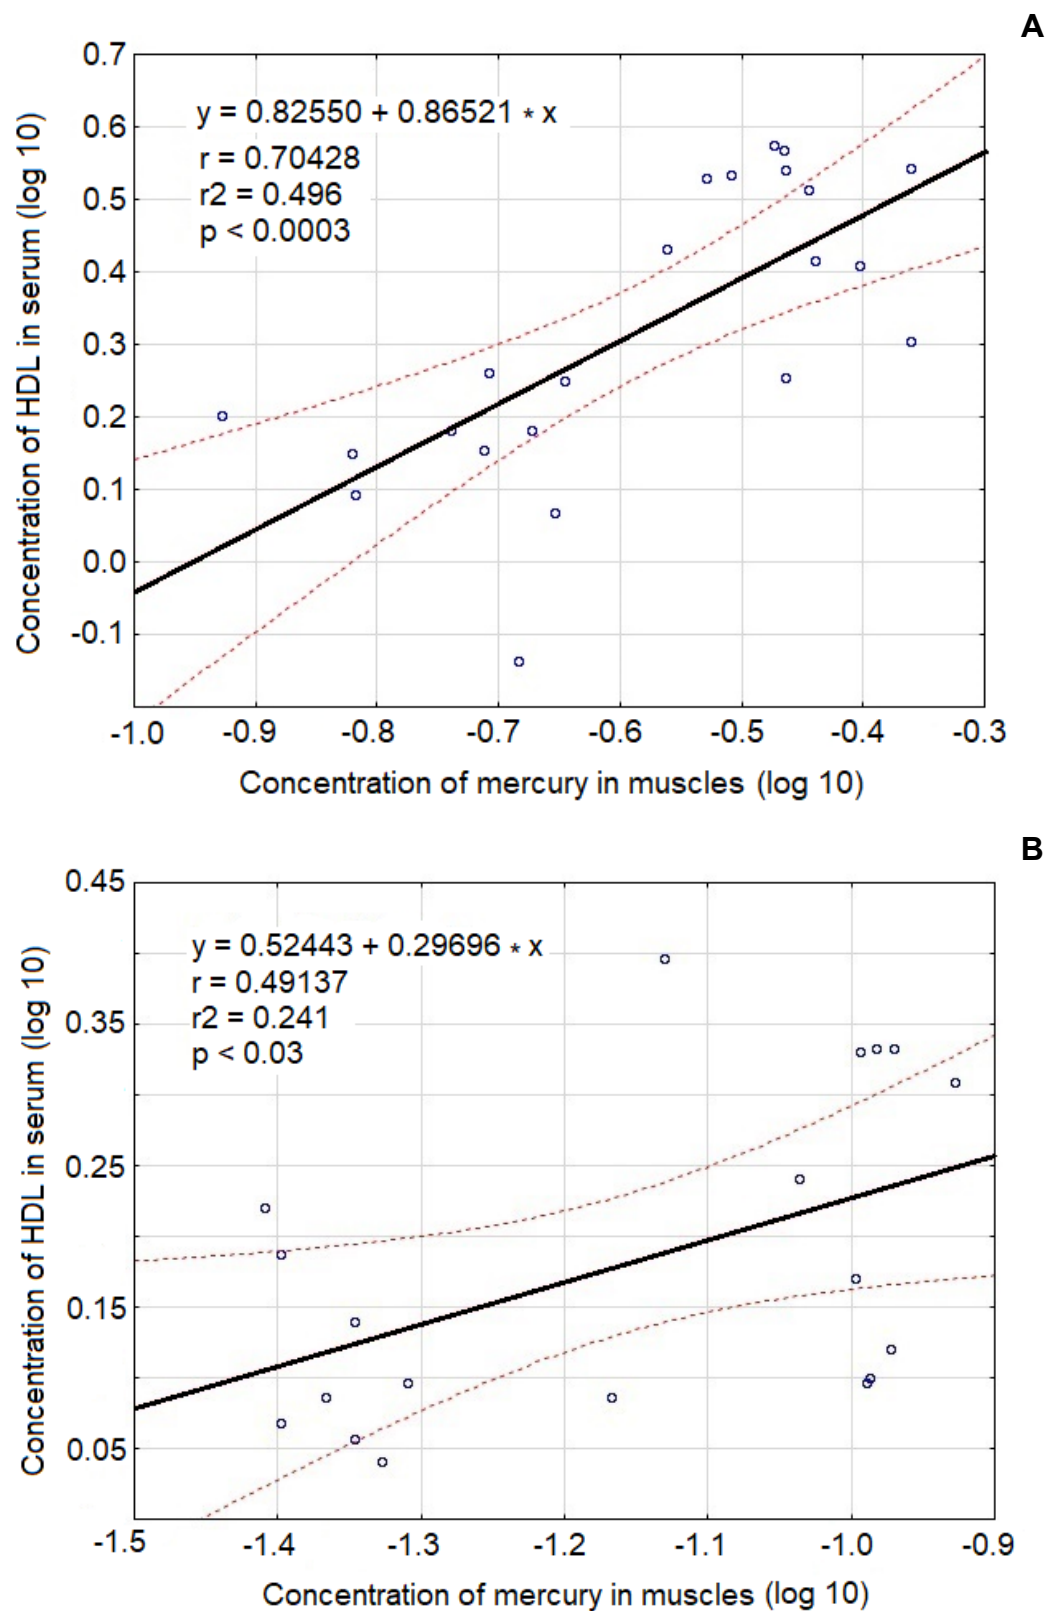 A
0.7
0.6
0.5
0.4
0.3
0.2
0.1
0.0
-0.1
Concentration of HDL in serum (log 10)
y = 0.82550 + 0.86521 * x
r = 0.70428
r2 = 0.496
p < 0.0003
-1.0 -0.9 -0.8 -0.7 -0.6 -0.5 -0.4 -0.3
Concentration of mercury in muscles (log 10)
B
0.45
0.35
0.25
0.15
0.05
Concentration of HDL in serum (log 10)
y = 0.52443 + 0.29696 * x
r = 0.49137
r2 = 0.241
p < 0.03
-1.5 -1.4 -1.3 -1.2 -1.1 -1.0 -0.9
Concentration of mercury in muscles (log 10)